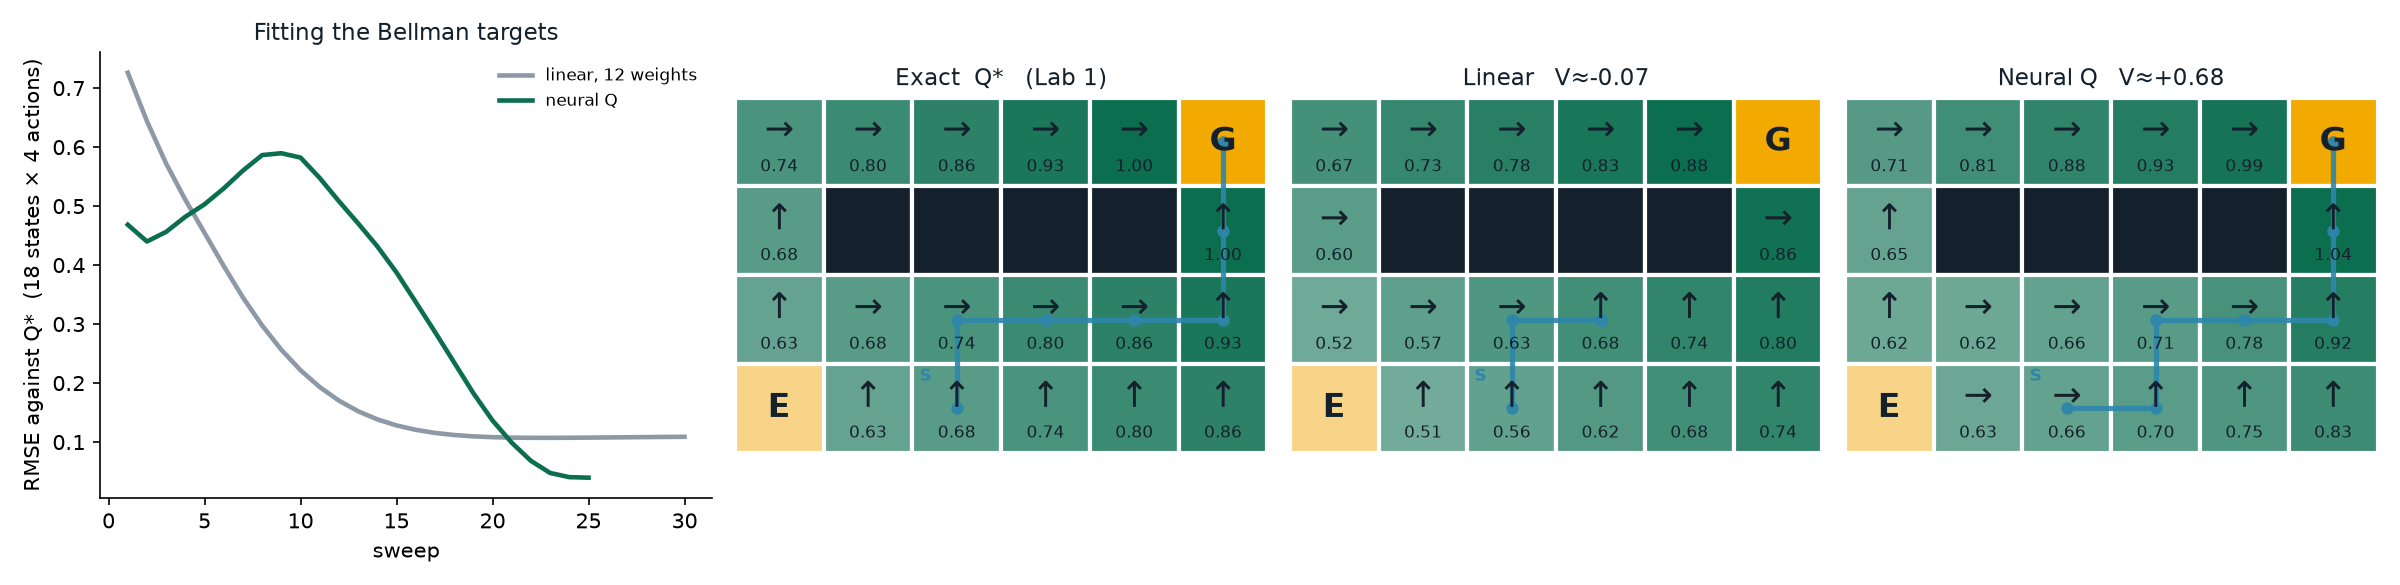 Fitting the Bellman targets
RMSE against Q* (18 states × 4 actions)
0.7
0.6
0.5
0.4
0.3
0.2
0.1
0 5 10 15 20 25 30
sweep
linear, 12 weights
neural Q
Exact Q* (Lab 1)
→ → → → → G
0.74 0.80 0.86 0.93 1.00
↑ ↑
0.68 1.00
↑ → → → → ↑
0.63 0.68 0.74 0.80 0.86 0.93
S
E ↑ ↑ ↑ ↑ ↑
0.63 0.68 0.74 0.80 0.86
Linear V≈-0.07
→ → → → → G
0.67 0.73 0.78 0.83 0.88
→ →
0.60 0.86
→ → → ↑ ↑ ↑
0.52 0.57 0.63 0.68 0.74 0.80
S
E ↑ ↑ ↑ ↑ ↑
0.51 0.56 0.62 0.68 0.74
Neural Q V≈+0.68
→ → → → → G
0.71 0.81 0.88 0.93 0.99
↑ ↑
0.65 1.04
↑ → → → → ↑
0.62 0.62 0.66 0.71 0.78 0.92
S
E → → ↑ ↑ ↑
0.63 0.66 0.70 0.75 0.83